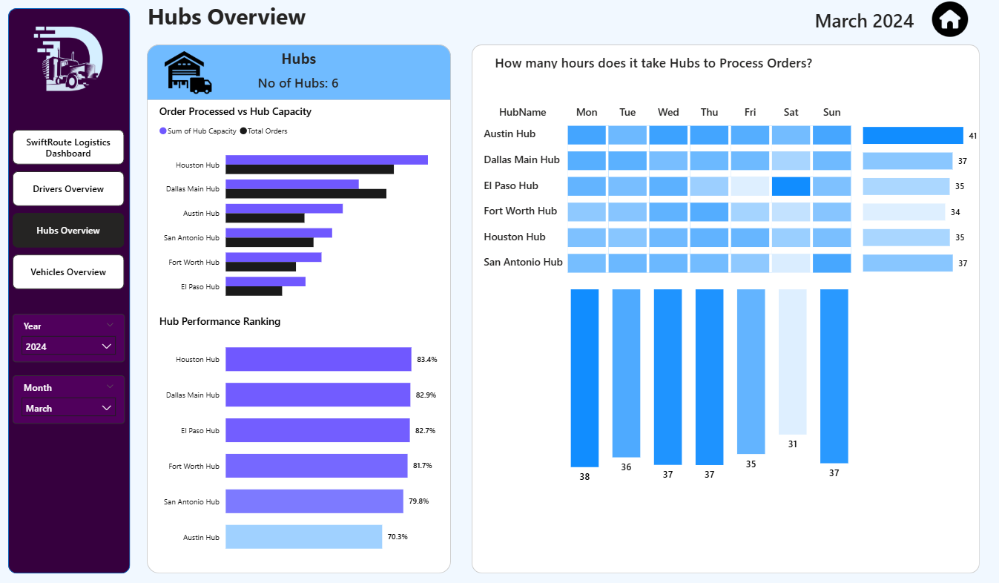 Hubs Overview
March 2024
SwiftRoute Logistics
Dashboard
Drivers Overview
Hubs Overview
Vehicles Overview
Year
2024
Month
March
Hubs
No of Hubs: 6
Order Processed vs Hub Capacity
Sum of Hub Capacity Total Orders
Houston Hub
Dallas Main Hub
Austin Hub
San Antonio Hub
Fort Worth Hub
El Paso Hub
Hub Performance Ranking
Houston Hub 83.4%
Dallas Main Hub 82.9%
El Paso Hub 82.7%
Fort Worth Hub 81.7%
San Antonio Hub 79.8%
Austin Hub 70.3%
How many hours does it take Hubs to Process Orders?
HubName Mon Tue Wed Thu Fri Sat Sun
Austin Hub 41
Dallas Main Hub 37
El Paso Hub 35
Fort Worth Hub 34
Houston Hub 35
San Antonio Hub 37
38 36 37 37 35 31 37